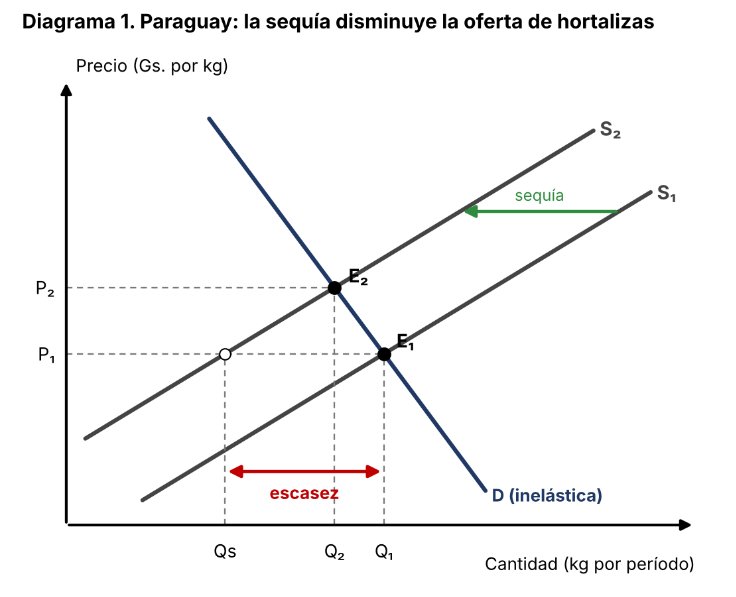 Diagrama 1. Paraguay: la sequía disminuye la oferta de hortalizas
Precio (Gs. por kg)
S₂
sequía
S₁
E₂
P₂
E₁
P₁
escasez
D (inelástica)
Qs
Q₂
Q₁
Cantidad (kg por período)